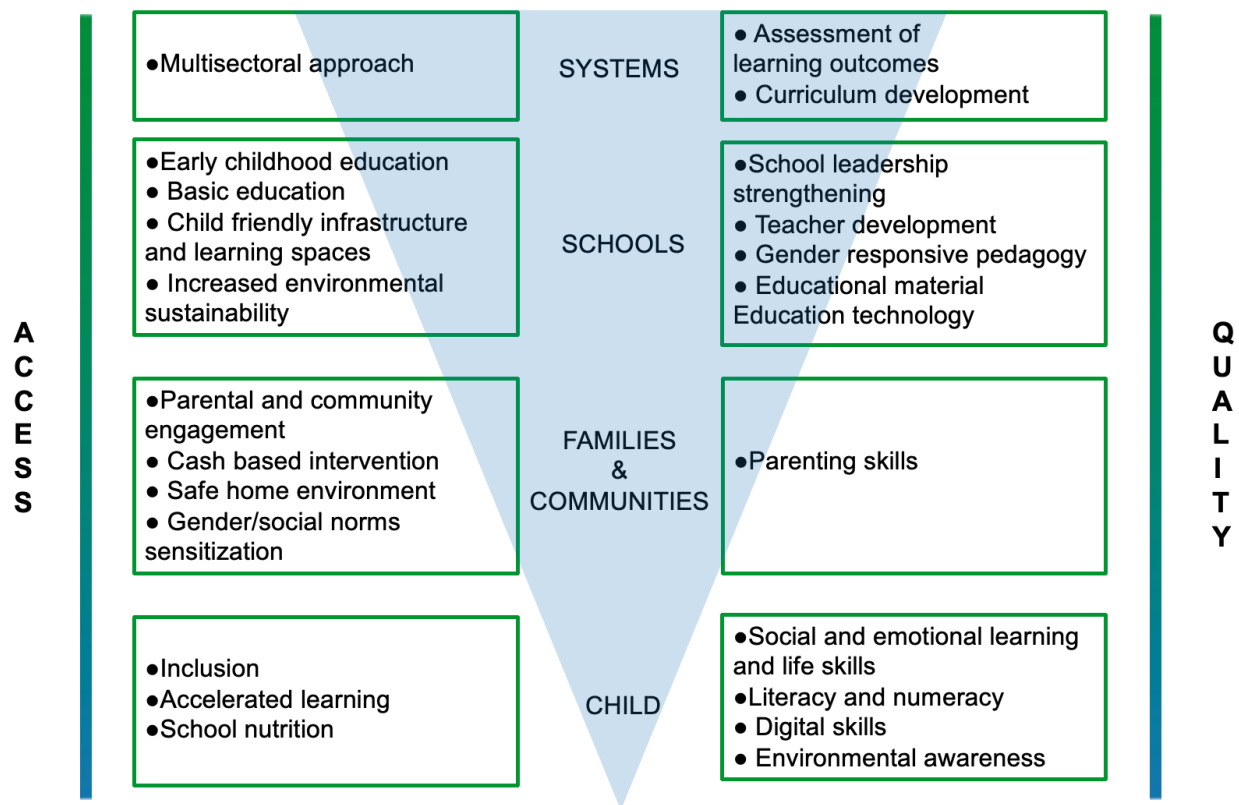 ACCESS
●Multisectoral approach
SYSTEMS
● Assessment of
learning outcomes
● Curriculum development
●Early childhood education
● Basic education
● Child friendly infrastructure
and learning spaces
● Increased environmental
sustainability
SCHOOLS
●School leadership
strengthening
● Teacher development
● Gender responsive pedagogy
● Educational material
Education technology
●Parental and community
engagement
● Cash based intervention
● Safe home environment
● Gender/social norms
sensitization
FAMILIES
&
COMMUNITIES
●Parenting skills
●Inclusion
●Accelerated learning
●School nutrition
CHILD
●Social and emotional learning
and life skills
●Literacy and numeracy
● Digital skills
● Environmental awareness
QUALITY